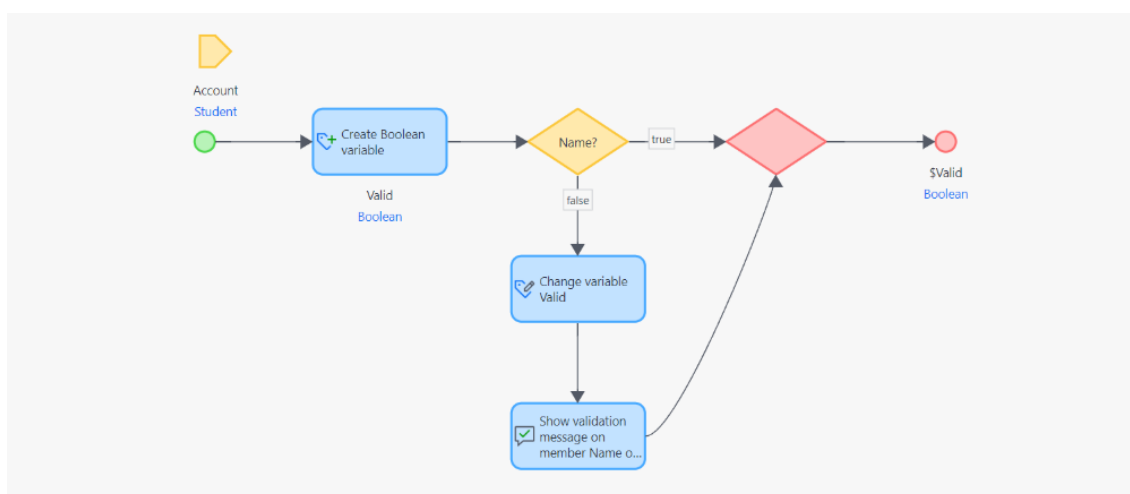 Account
Student
Create Boolean
variable
Valid
Boolean
Name?
true
false
$Valid
Boolean
Change variable
Valid
Show validation
message on
member Name o...